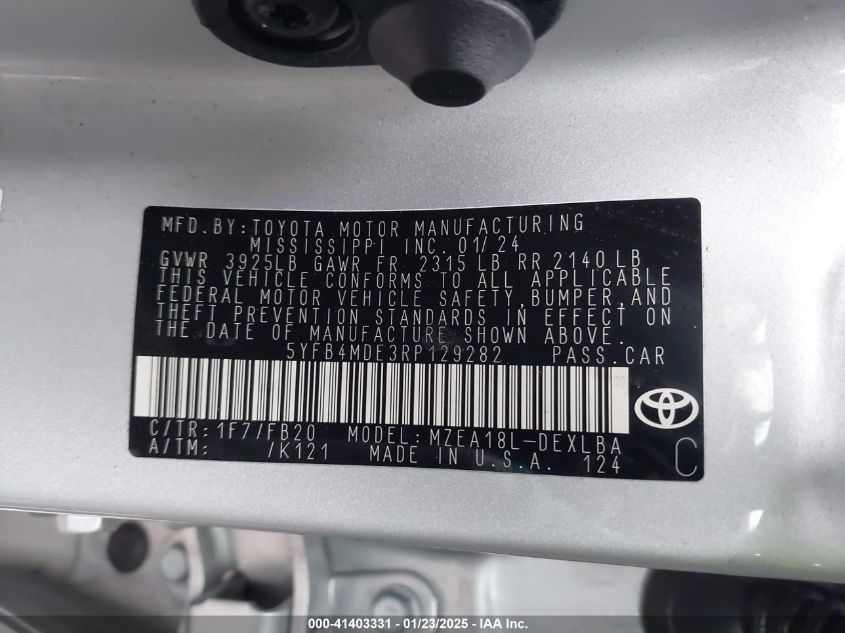 MFD.BY:TOYOTA MOTOR MANUFACTURING
MISSISSIPPI INC.01/24
GVWR 3925LB GAWR FR 2315 LB RR 2140 LB
THIS VEHICLE CONFORMS TO ALL APPLICABLE
FEDERAL MOTOR VEHICLE SAFETY,BUMPER,AND
THEFT PREVENTION STANDARDS IN EFFECT ON
THE DATE OF MANUFACTURE SHOWN ABOVE.
5YFB4MDE3RP129282 PASS.CAR
C/TR:1F7/FB20 MODEL:MZEA18L-DEXLBA
A/TM: /K121 MADE IN U.S.A. 124 C
000-41403331 - 01/23/2025 - IAA Inc.